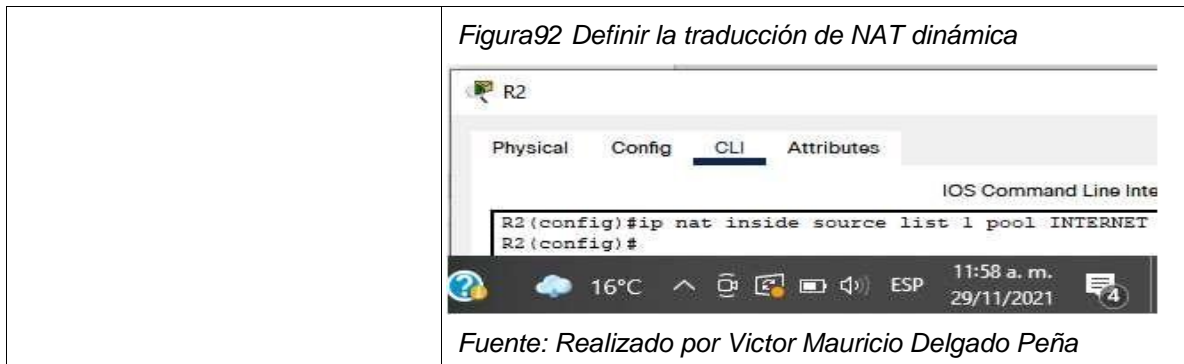 Figura92 Definir la traducción de NAT dinámica
R2
Physical Config CLI Attributes
IOS Command Line Inte
R2(config)#ip nat inside source list 1 pool INTERNET
R2(config)#
16°C ESP 11:58 a. m.
29/11/2021
4
Fuente: Realizado por Victor Mauricio Delgado Peña